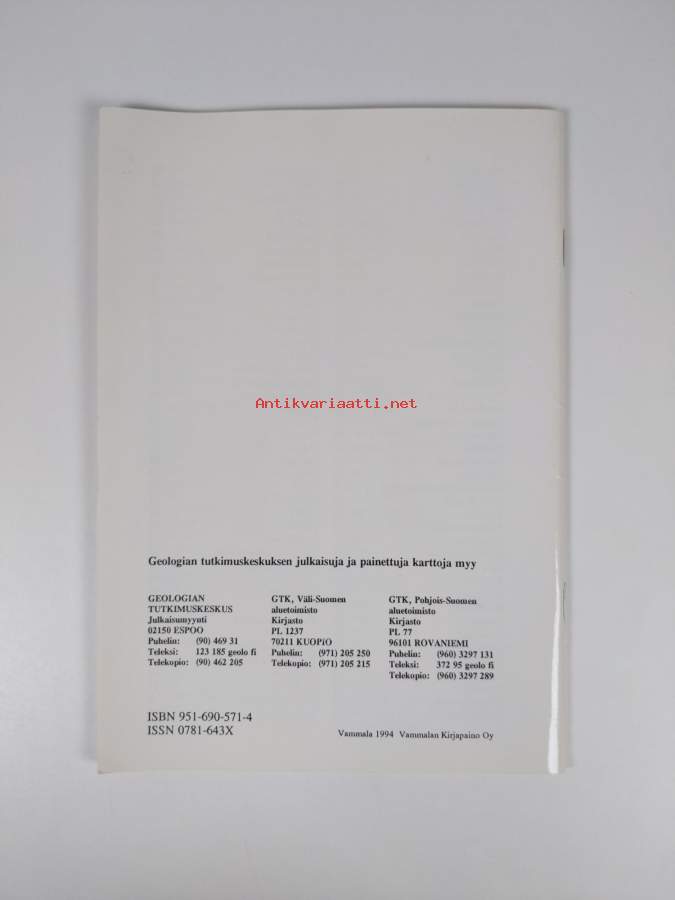 Antikvariaatti.net
Geologian tutkimuskeskuksen julkaisuja ja painettuja karttoja myy
GEOLOGIAN
TUTKIMUSKESKUS
Julkaisumyynti
02150 ESPOO
Puhelin: (90) 469 31
Teleksi: 123 185 geolo fi
Telekopio: (90) 462 205
GTK, Väli-Suomen
aluetoimisto
Kirjasto
PL 1237
70211 KUOPIO
Puhelin: (971) 205 250
Telekopio: (971) 205 215
GTK, Pohjois-Suomen
aluetoimisto
Kirjasto
PL 77
96101 ROVANIEMI
Puhelin: (960) 3297 131
Teleksi: 372 95 geolo fi
Telekopio: (960) 3297 289
ISBN 951-690-571-4
ISSN 0781-643X
Vammala 1994 Vammalan Kirjapaino Oy